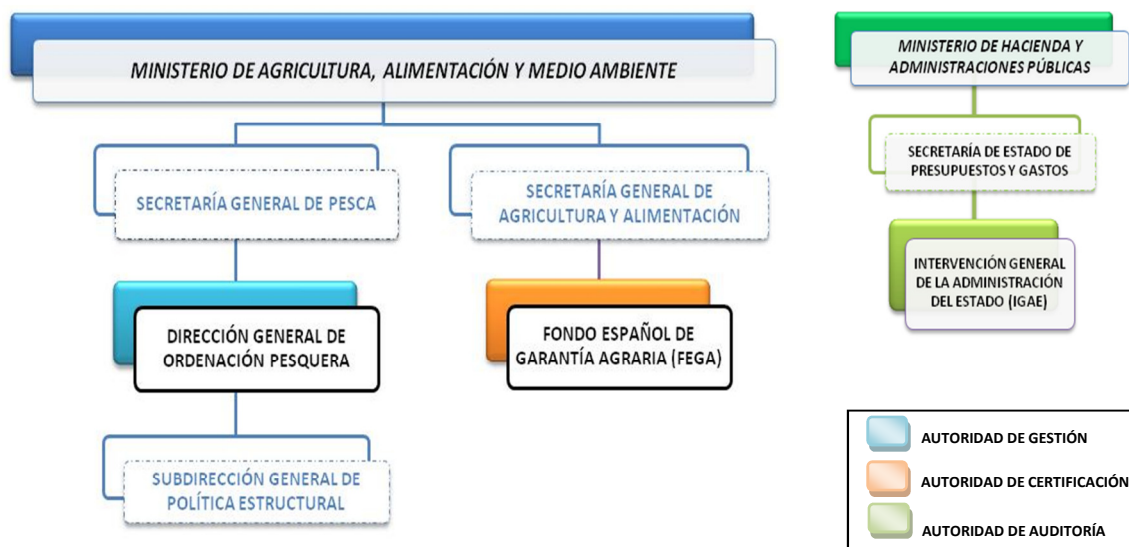 MINISTERIO DE AGRICULTURA, ALIMENTACIÓN Y MEDIO AMBIENTE
SECRETARÍA GENERAL DE PESCA
SECRETARÍA GENERAL DE
AGRICULTURA Y ALIMENTACIÓN
DIRECCIÓN GENERAL DE
ORDENACIÓN PESQUERA
FONDO ESPAÑOL DE
GARANTÍA AGRARIA (FEGA)
SUBDIRECCIÓN GENERAL DE
POLÍTICA ESTRUCTURAL
MINISTERIO DE HACIENDA Y
ADMINISTRACIONES PÚBLICAS
SECRETARÍA DE ESTADO DE
PRESUPUESTOS Y GASTOS
INTERVENCIÓN GENERAL
DE LA ADMINISTRACIÓN
DEL ESTADO (IGAE)
AUTORIDAD DE GESTIÓN
AUTORIDAD DE CERTIFICACIÓN
AUTORIDAD DE AUDITORÍA